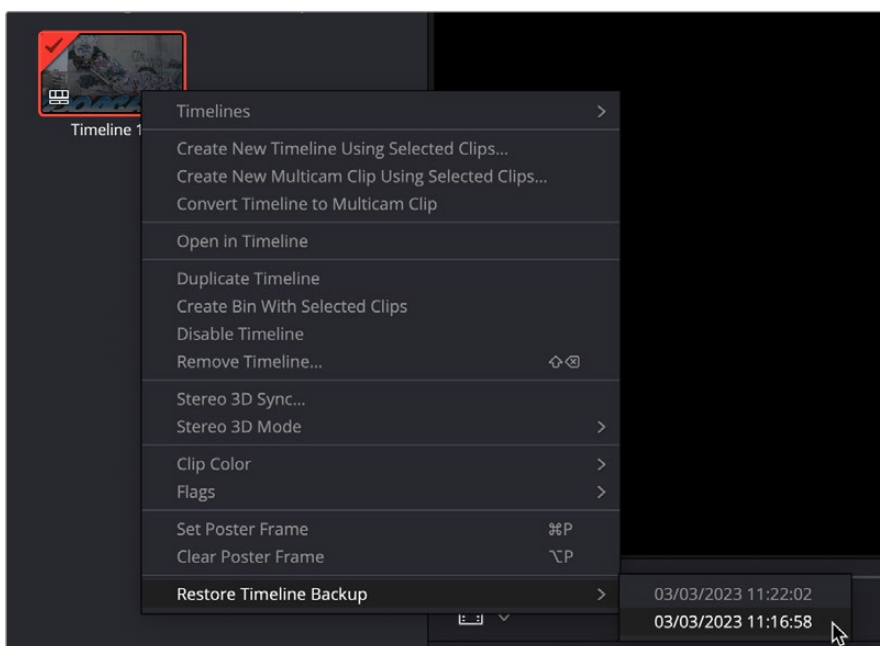 Timeline 1
Timelines
Create New Timeline Using Selected Clips...
Create New Multicam Clip Using Selected Clips...
Convert Timeline to Multicam Clip
Open in Timeline
Duplicate Timeline
Create Bin With Selected Clips
Disable Timeline
Remove Timeline... ⇧⌫
Stereo 3D Sync...
Stereo 3D Mode
Clip Color
Flags
Set Poster Frame ⌘P
Clear Poster Frame ⌥P
Restore Timeline Backup
03/03/2023 11:22:02
03/03/2023 11:16:58